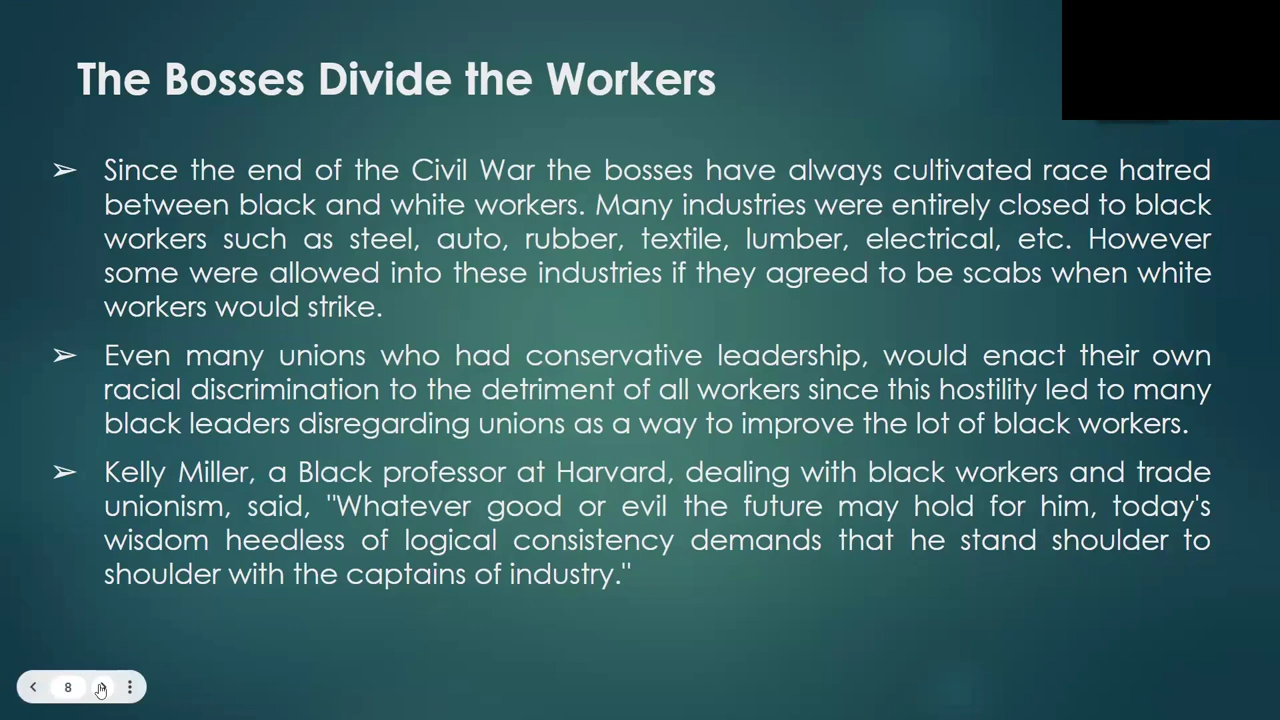 The Bosses Divide the Workers
➢ Since the end of the Civil War the bosses have always cultivated race hatred
between black and white workers. Many industries were entirely closed to black
workers such as steel, auto, rubber, textile, lumber, electrical, etc. However
some were allowed into these industries if they agreed to be scabs when white
workers would strike.
➢ Even many unions who had conservative leadership, would enact their own
racial discrimination to the detriment of all workers since this hostility led to many
black leaders disregarding unions as a way to improve the lot of black workers.
➢ Kelly Miller, a Black professor at Harvard, dealing with black workers and trade
unionism, said, "Whatever good or evil the future may hold for him, today's
wisdom heedless of logical consistency demands that he stand shoulder to
shoulder with the captains of industry."
8